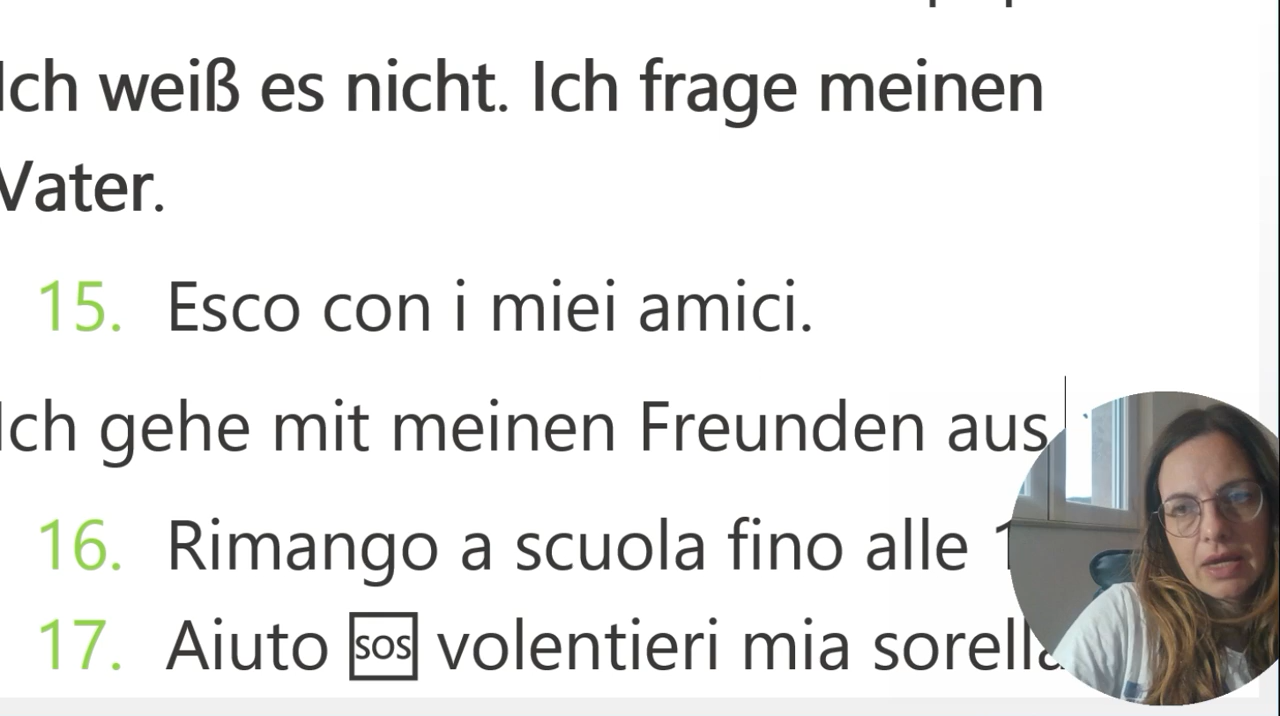 Ich weiß es nicht. Ich frage meinen
Vater.
15. Esco con i miei amici.
Ich gehe mit meinen Freunden aus
16. Rimango a scuola fino alle
17. Aiuto 🆘 volentieri mia sorella